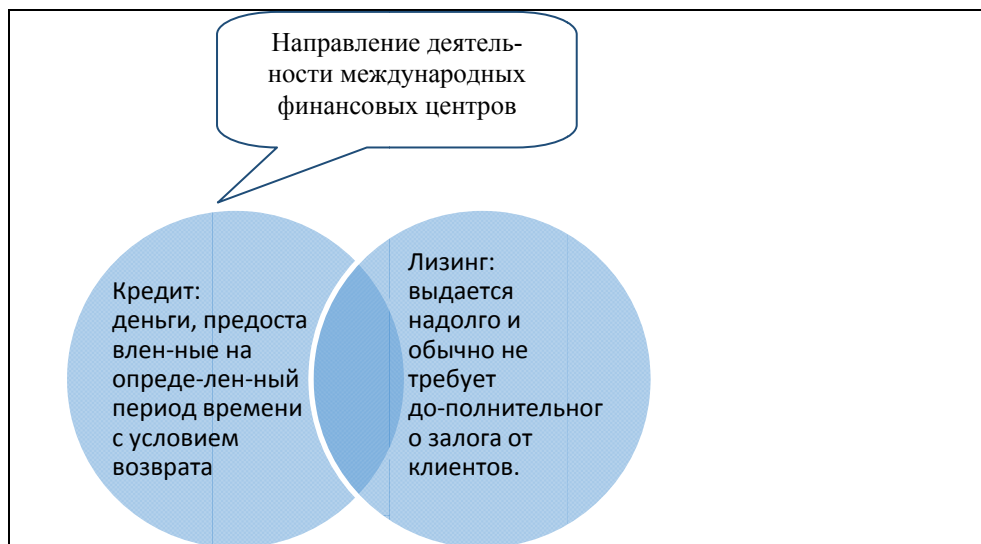 Направление деятель-
ности международных
финансовых центров
Кредит:
деньги, предоста
влен-ные на
опреде-лен-ный
период времени
с условием
возврата
Лизинг:
выдается
надолго и
обычно не
требует
до-полнительног
о залога от
клиентов.